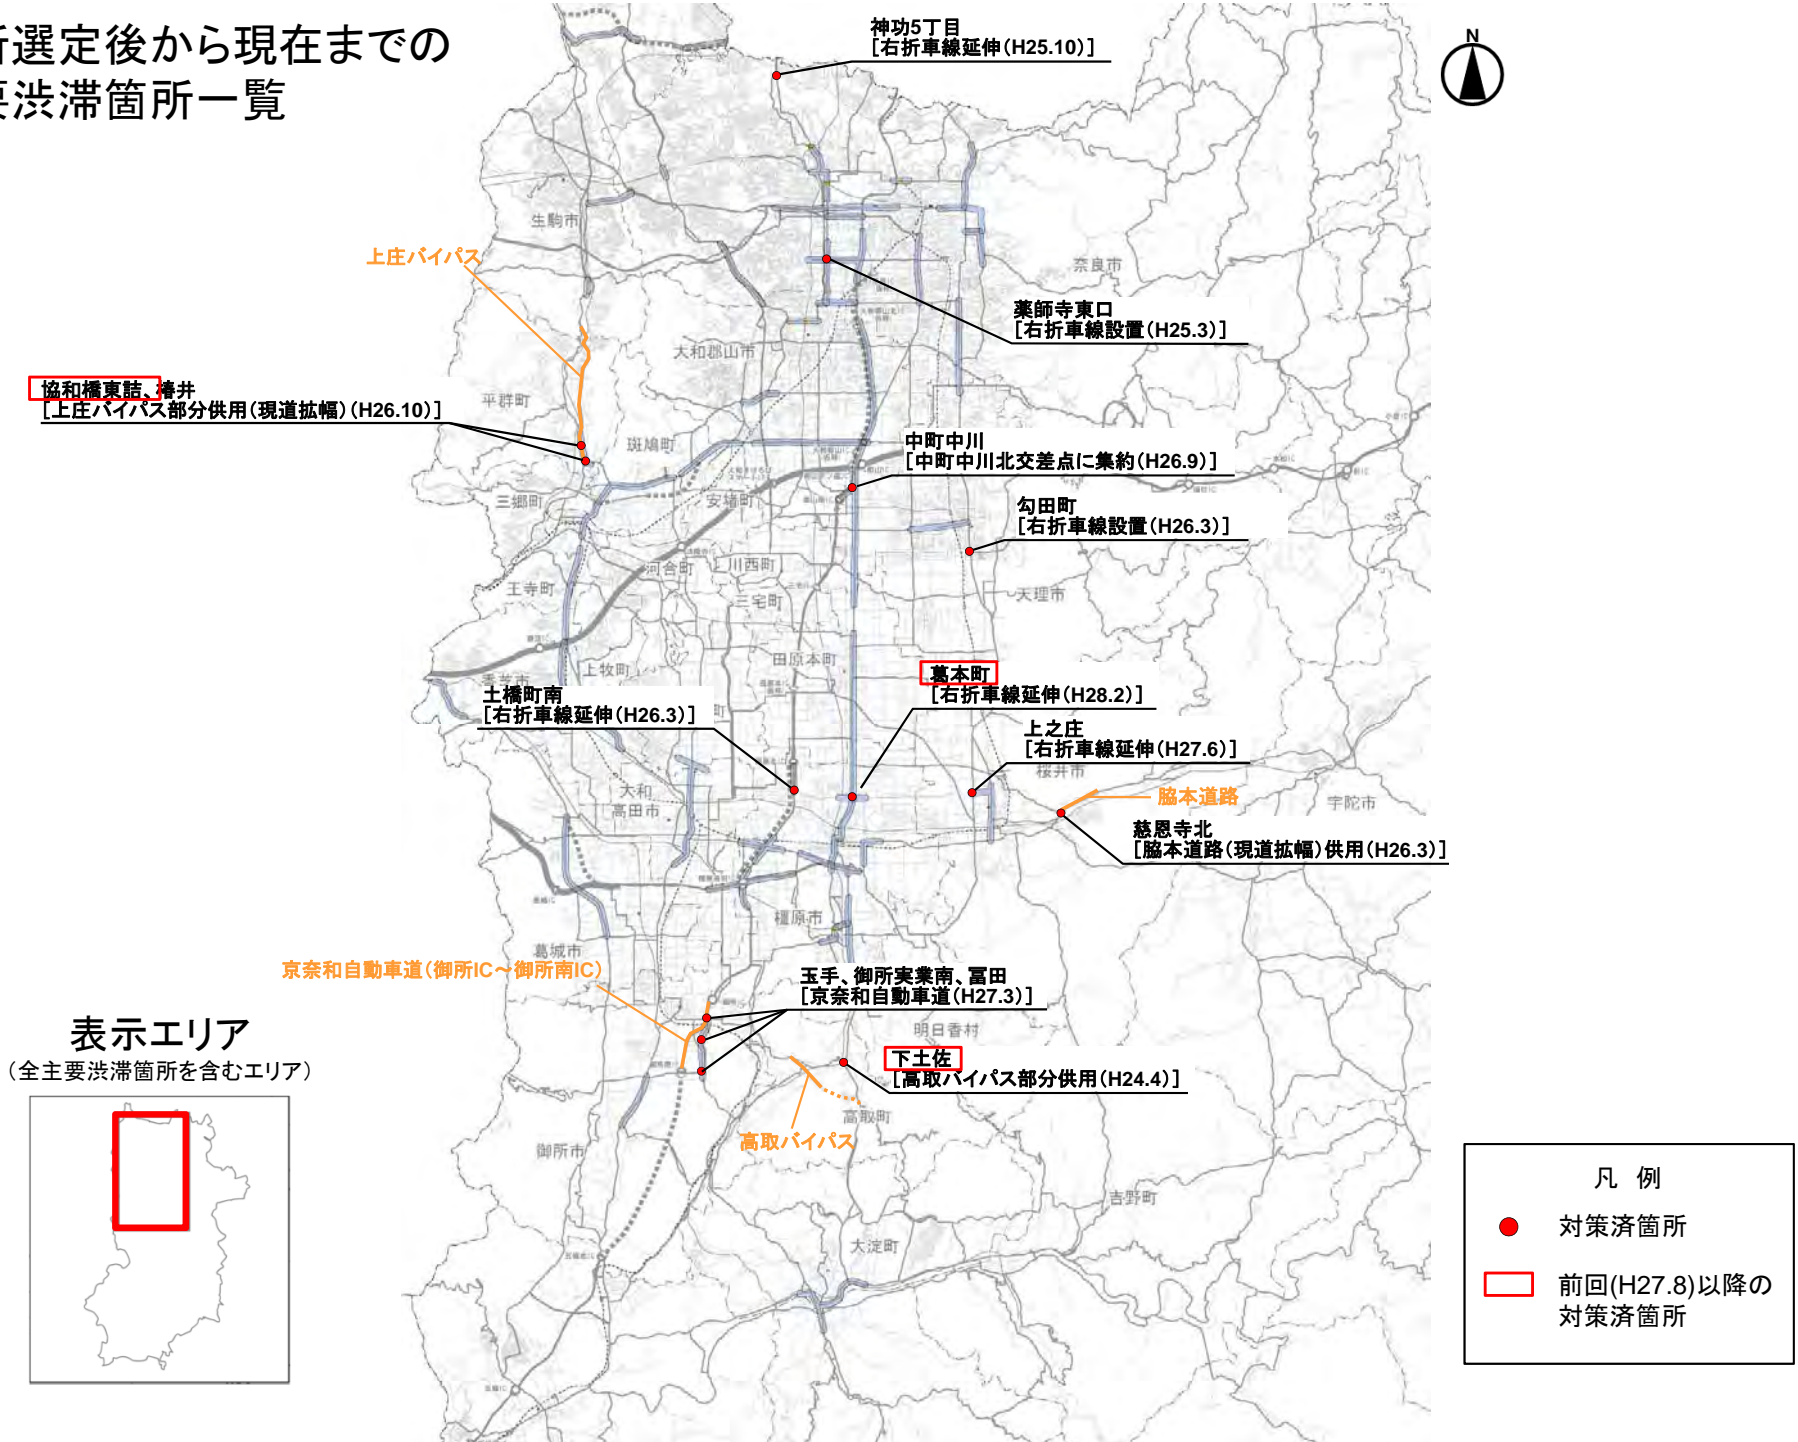 所選定後から現在までの
要渋滞箇所一覧
神功5丁目
[右折車線延伸(H25.10)]
N
生駒市
上庄バイパス
奈良市
薬師寺東口
[右折車線設置(H25.3)]
大和郡山市
協和橋東詰、椿井
[上庄バイパス部分供用(現道拡幅)(H26.10)]
平群町
斑鳩町
中町中川
[中町中川北交差点に集約(H26.9)]
三郷町
安堵町
勾田町
[右折車線設置(H26.3)]
河合町
川西町
王寺町
三宅町
天理市
田原本町
上牧町
香芝市
葛本町
[右折車線延伸(H28.2)]
土橋町南
[右折車線延伸(H26.3)]
町
上之庄
[右折車線延伸(H27.6)]
桜井市
大和
高田市
脇本道路
宇陀市
慈恩寺北
[脇本道路(現道拡幅)供用(H26.3)]
橿原市
葛城市
京奈和自動車道(御所IC～御所南IC)
玉手、御所実業南、冨田
[京奈和自動車道(H27.3)]
明日香村
下土佐
[高取バイパス部分供用(H24.4)]
高取町
高取バイパス
御所市
吉野町
大淀町
表示エリア
(全主要渋滞箇所を含むエリア)
凡 例
対策済箇所
前回(H27.8)以降の
対策済箇所